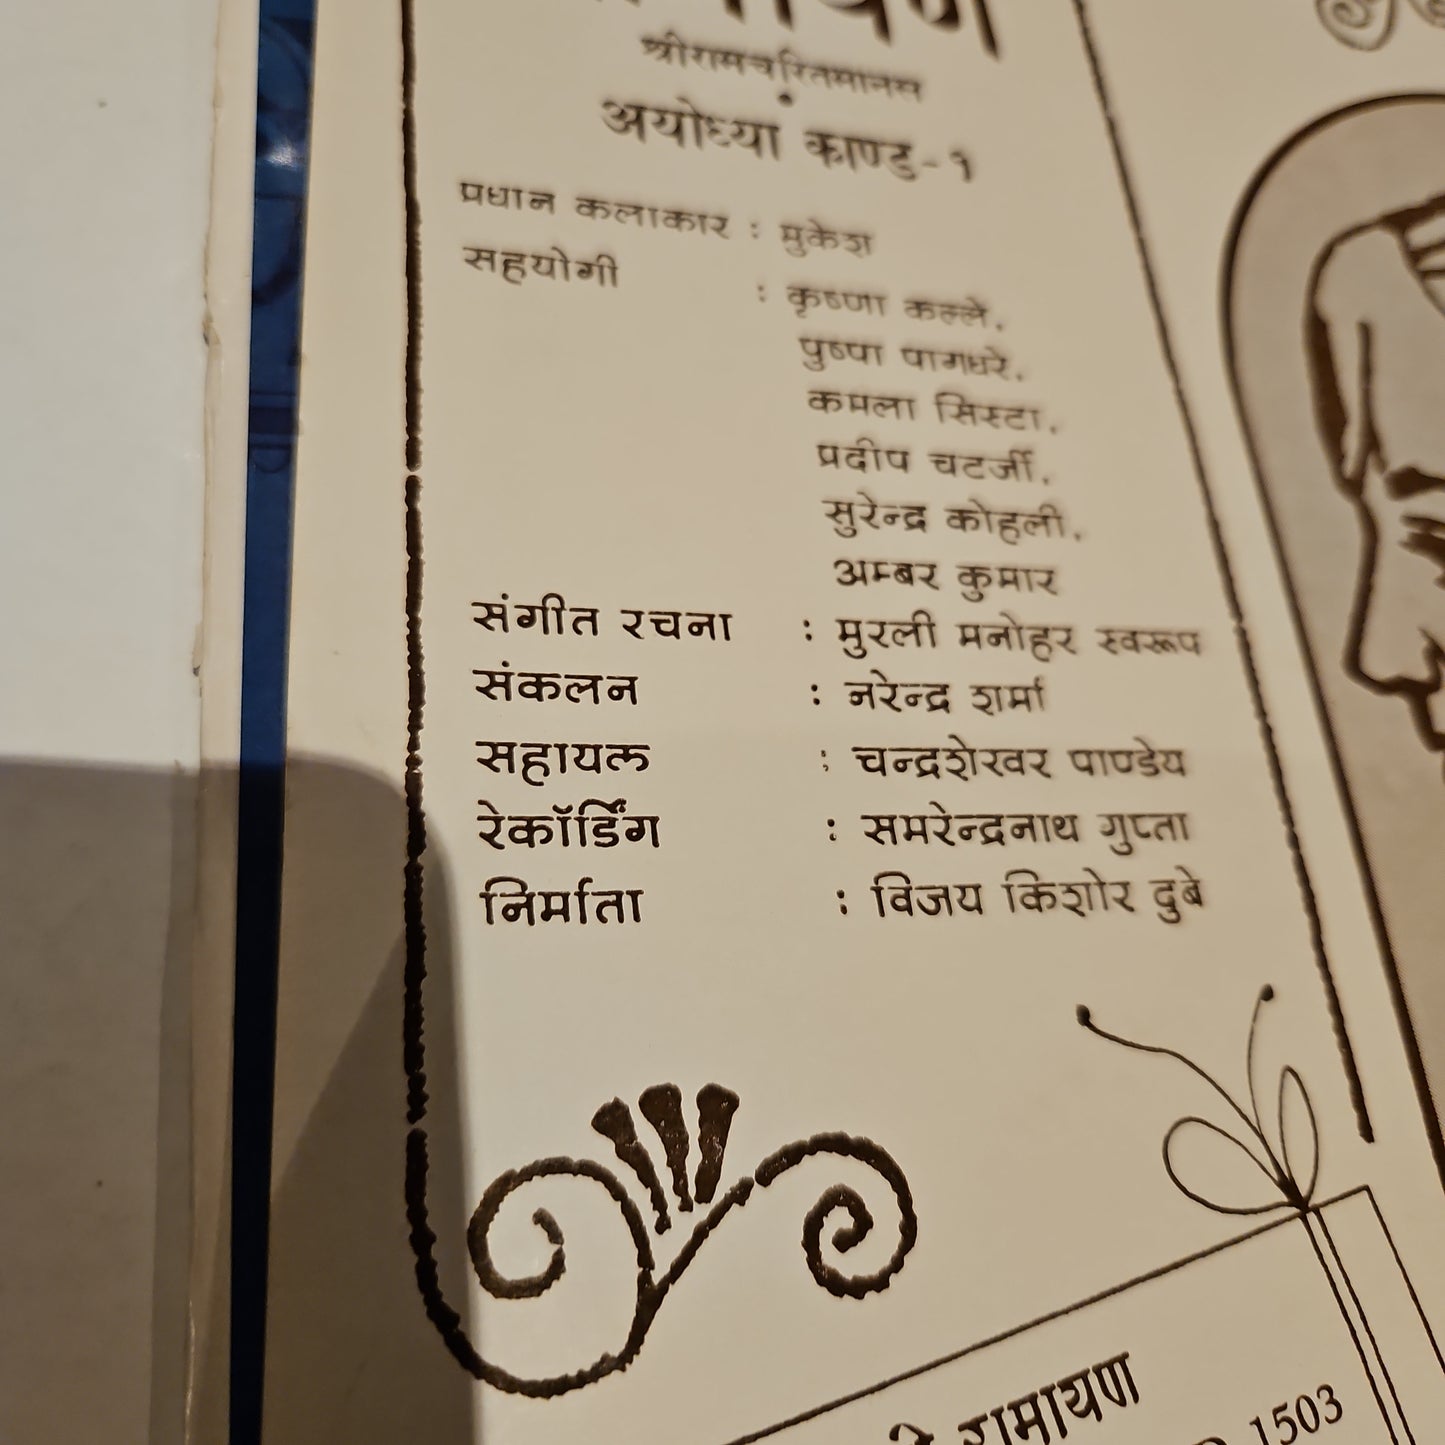 श्रीरामचरितमानस
अयोध्या काण्ड-१
प्रधान कलाकार : मुकेश
सहयोगी : कृष्णा कल्ले,
पुष्पा पागधरे,
कमला सिस्टा,
प्रदीप चटर्जी,
सुरेन्द्र कोहली,
अम्बर कुमार
संगीत रचना : मुरली मनोहर स्वरूप
संकलन : नरेन्द्र शर्मा
सहायक : चन्द्रशेखर पाण्डेय
रेकॉर्डिंग : समरेन्द्रनाथ गुप्ता
निर्माता : विजय किशोर दुबे
रामायण
1503